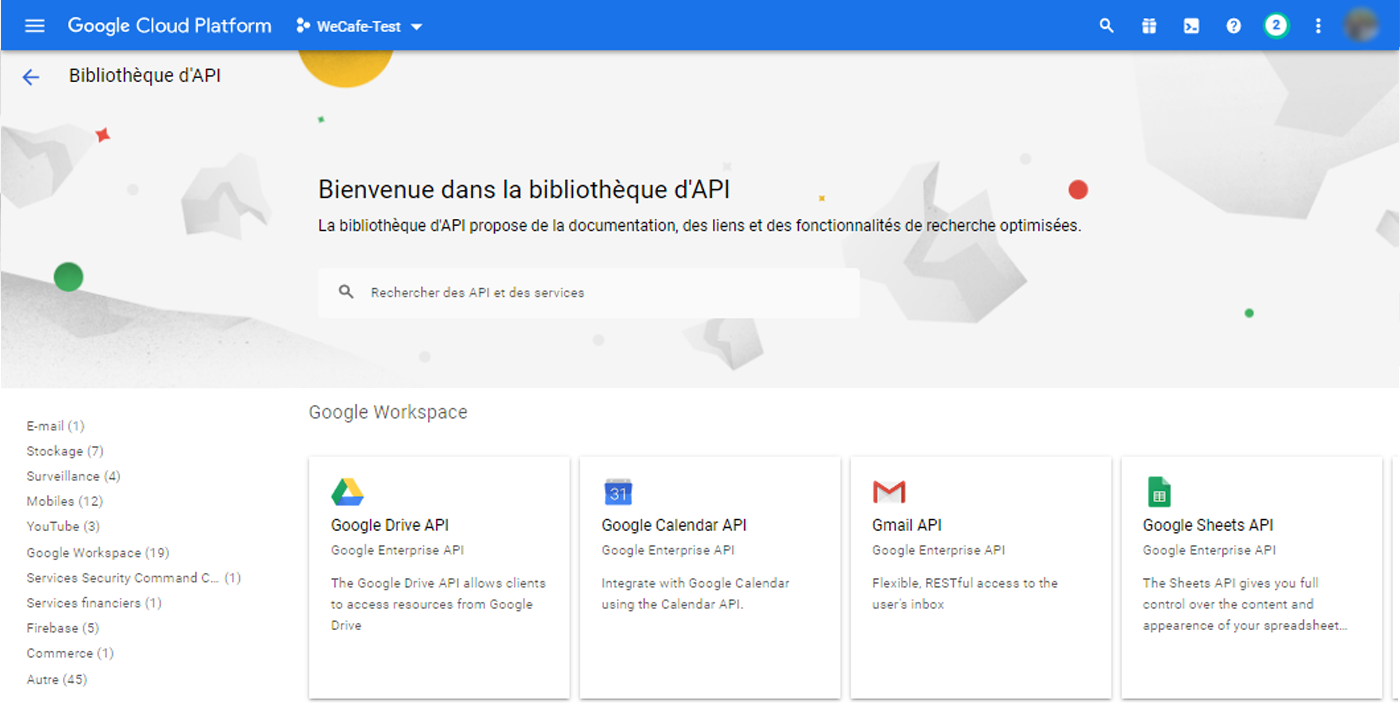 Google Cloud Platform
WeCafe-Test
2
Bibliothèque d'API
Bienvenue dans la bibliothèque d'API
La bibliothèque d'API propose de la documentation, des liens et des fonctionnalités de recherche optimisées.
Rechercher des API et des services
E-mail (1)
Stockage (7)
Surveillance (4)
Mobiles (12)
YouTube (3)
Google Workspace (19)
Services Security Command C... (1)
Services financiers (1)
Firebase (5)
Commerce (1)
Autre (45)
Google Workspace
Google Drive API
Google Enterprise API
The Google Drive API allows clients
to access resources from Google
Drive
31
Google Calendar API
Google Enterprise API
Integrate with Google Calendar
using the Calendar API.
Gmail API
Google Enterprise API
Flexible, RESTful access to the
user's inbox
Google Sheets API
Google Enterprise API
The Sheets API gives you full
control over the content and
appearence of your spreadsheet...